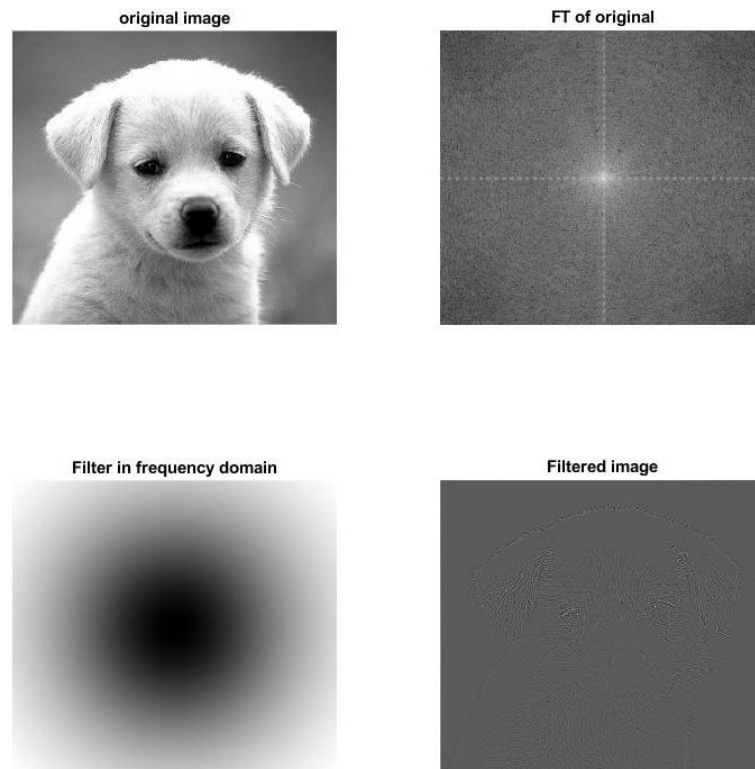 original image
FT of original
Filter in frequency domain
Filtered image